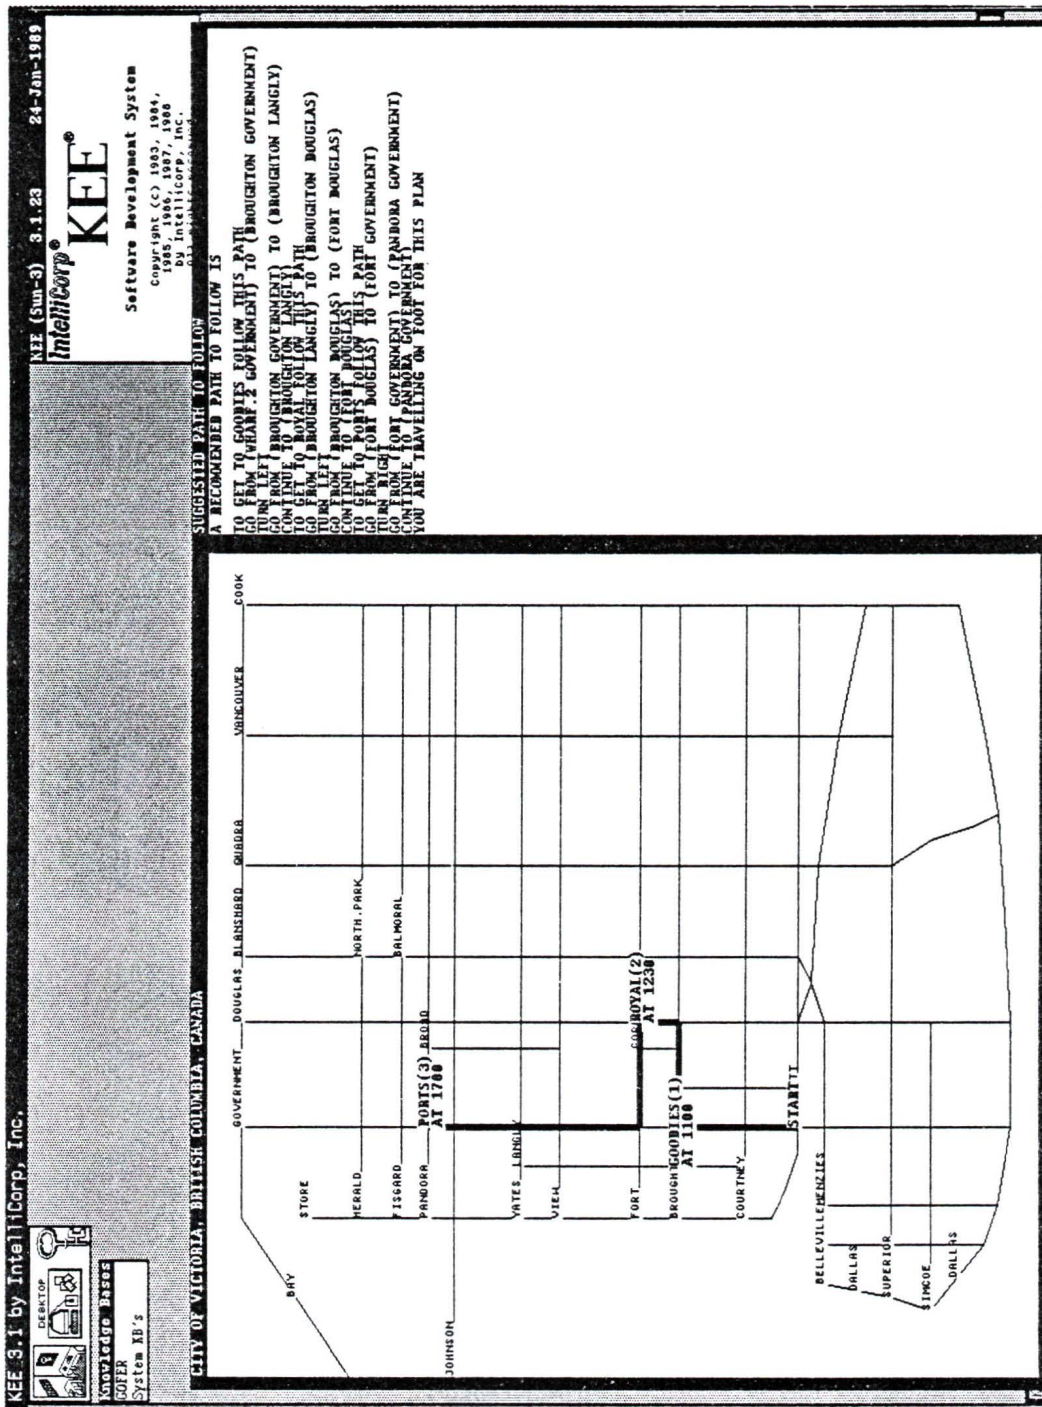 KEE 3.1 by IntelliCorp, Inc.
KEE (Sun-3) 3.1.23 24-Jan-1989
DESKTOP
Knowledge Bases
GOFER
System KB's
IntelliCorp®
KEE®
Software Development System
Copyright (c) 1983, 1984,
1985, 1986, 1987, 1988
by IntelliCorp, Inc.
CITY OF VICTORIA, BRITISH COLUMBIA, CANADA
GOVERNMENT
DOUGLAS
BLANSHARD
QUADRA
VANCOUVER
COOK
BAY
STORE
HERALD
NORTH.PARK
FISGARD
BALMORAL
PANDORA
PORTS(3)
AT 1700
BROAD
JOHNSON
YATES
LANGLY
VIEW
FORT
ROYAL(2)
AT 1230
BROUGH
GOODIES(1)
AT 1100
COURTNEY
START
BELLEVILLE
MENZIES
DALLAS
SUPERIOR
SIMCOE
DALLAS
SUGGESTED PATH TO FOLLOW
A RECOMMENDED PATH TO FOLLOW IS
TO GET TO GOODIES FOLLOW THIS PATH
GO FROM (WHARF.2 GOVERNMENT) TO (BROUGHTON GOVERNMENT)
TURN LEFT
GO FROM (BROUGHTON GOVERNMENT) TO (BROUGHTON LANGLY)
CONTINUE TO (BROUGHTON LANGLY)
TO GET TO ROYAL FOLLOW THIS PATH
GO FROM (BROUGHTON LANGLY) TO (BROUGHTON DOUGLAS)
TURN LEFT
GO FROM (BROUGHTON DOUGLAS) TO (FORT DOUGLAS)
CONTINUE TO (FORT DOUGLAS)
TO GET TO PORTS FOLLOW THIS PATH
GO FROM (FORT DOUGLAS) TO (FORT GOVERNMENT)
TURN RIGHT
GO FROM (FORT GOVERNMENT) TO (PANDORA GOVERNMENT)
CONTINUE TO (PANDORA GOVERNMENT)
YOU ARE TRAVELLING ON FOOT FOR THIS PLAN